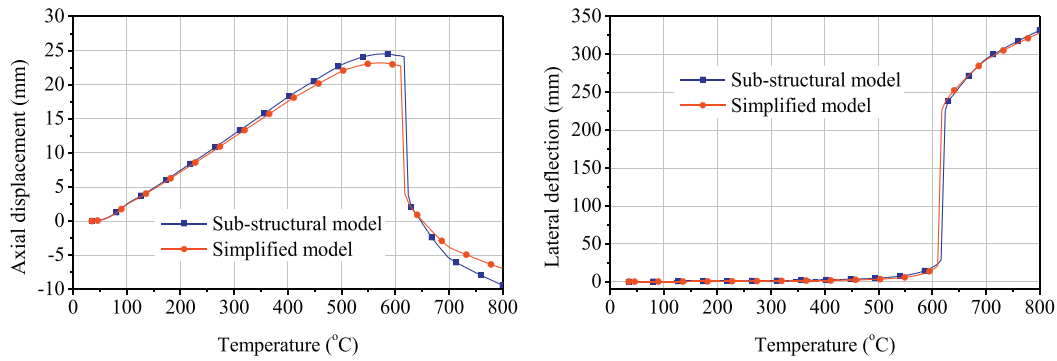 Axial displacement (mm)
30
25
20
15
10
5
0
-5
-10
Sub-structural model
Simplified model
0 100 200 300 400 500 600 700 800
Temperature (°C)
Lateral deflection (mm)
350
300
250
200
150
100
50
0
Sub-structural model
Simplified model
0 100 200 300 400 500 600 700 800
Temperature (°C)